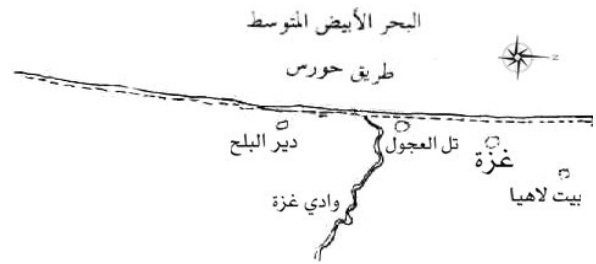 البحر الأبيض المتوسط
طريق حورس
N
تل العجول
دير البلح
غزة
بيت لاهيا
وادي غزة